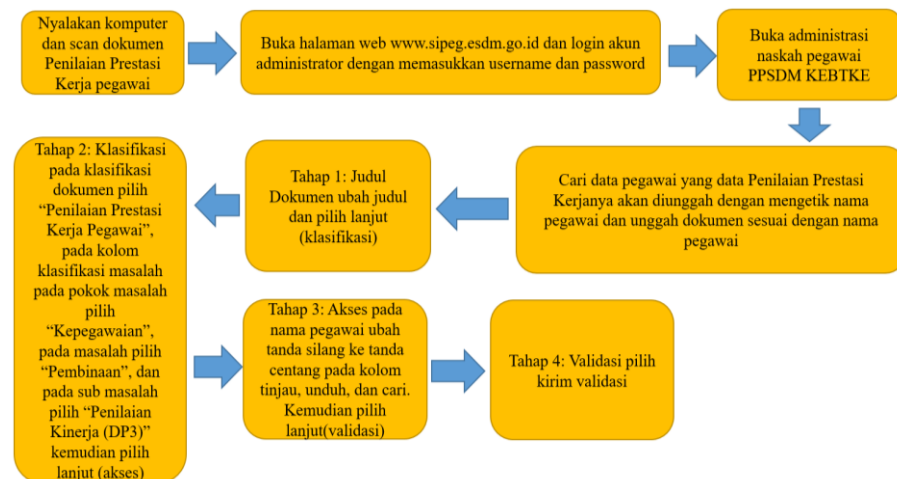 Nyalakan komputer
dan scan dokumen
Penilaian Prestasi
Kerja pegawai
Buka halaman web www.sipeg.esdm.go.id dan login akun
administrator dengan memasukkan username dan password
Buka administrasi
naskah pegawai
PPSDM KEBTKE
Cari data pegawai yang data Penilaian Prestasi
Kerjanya akan diunggah dengan mengetik nama
pegawai dan unggah dokumen sesuai dengan nama
pegawai
Tahap 1: Judul
Dokumen ubah judul
dan pilih lanjut
(klasifikasi)
Tahap 2: Klasifikasi
pada klasifikasi
dokumen pilih
“Penilaian Prestasi
Kerja Pegawai”,
pada kolom
klasifikasi masalah
pada pokok masalah
pilih
“Kepegawaian”,
pada masalah pilih
“Pembinaan”, dan
pada sub masalah
pilih “Penilaian
Kinerja (DP3)”
kemudian pilih
lanjut (akses)
Tahap 3: Akses pada
nama pegawai ubah
tanda silang ke tanda
centang pada kolom
tinjau, unduh, dan cari.
Kemudian pilih
lanjut(validasi)
Tahap 4: Validasi pilih
kirim validasi